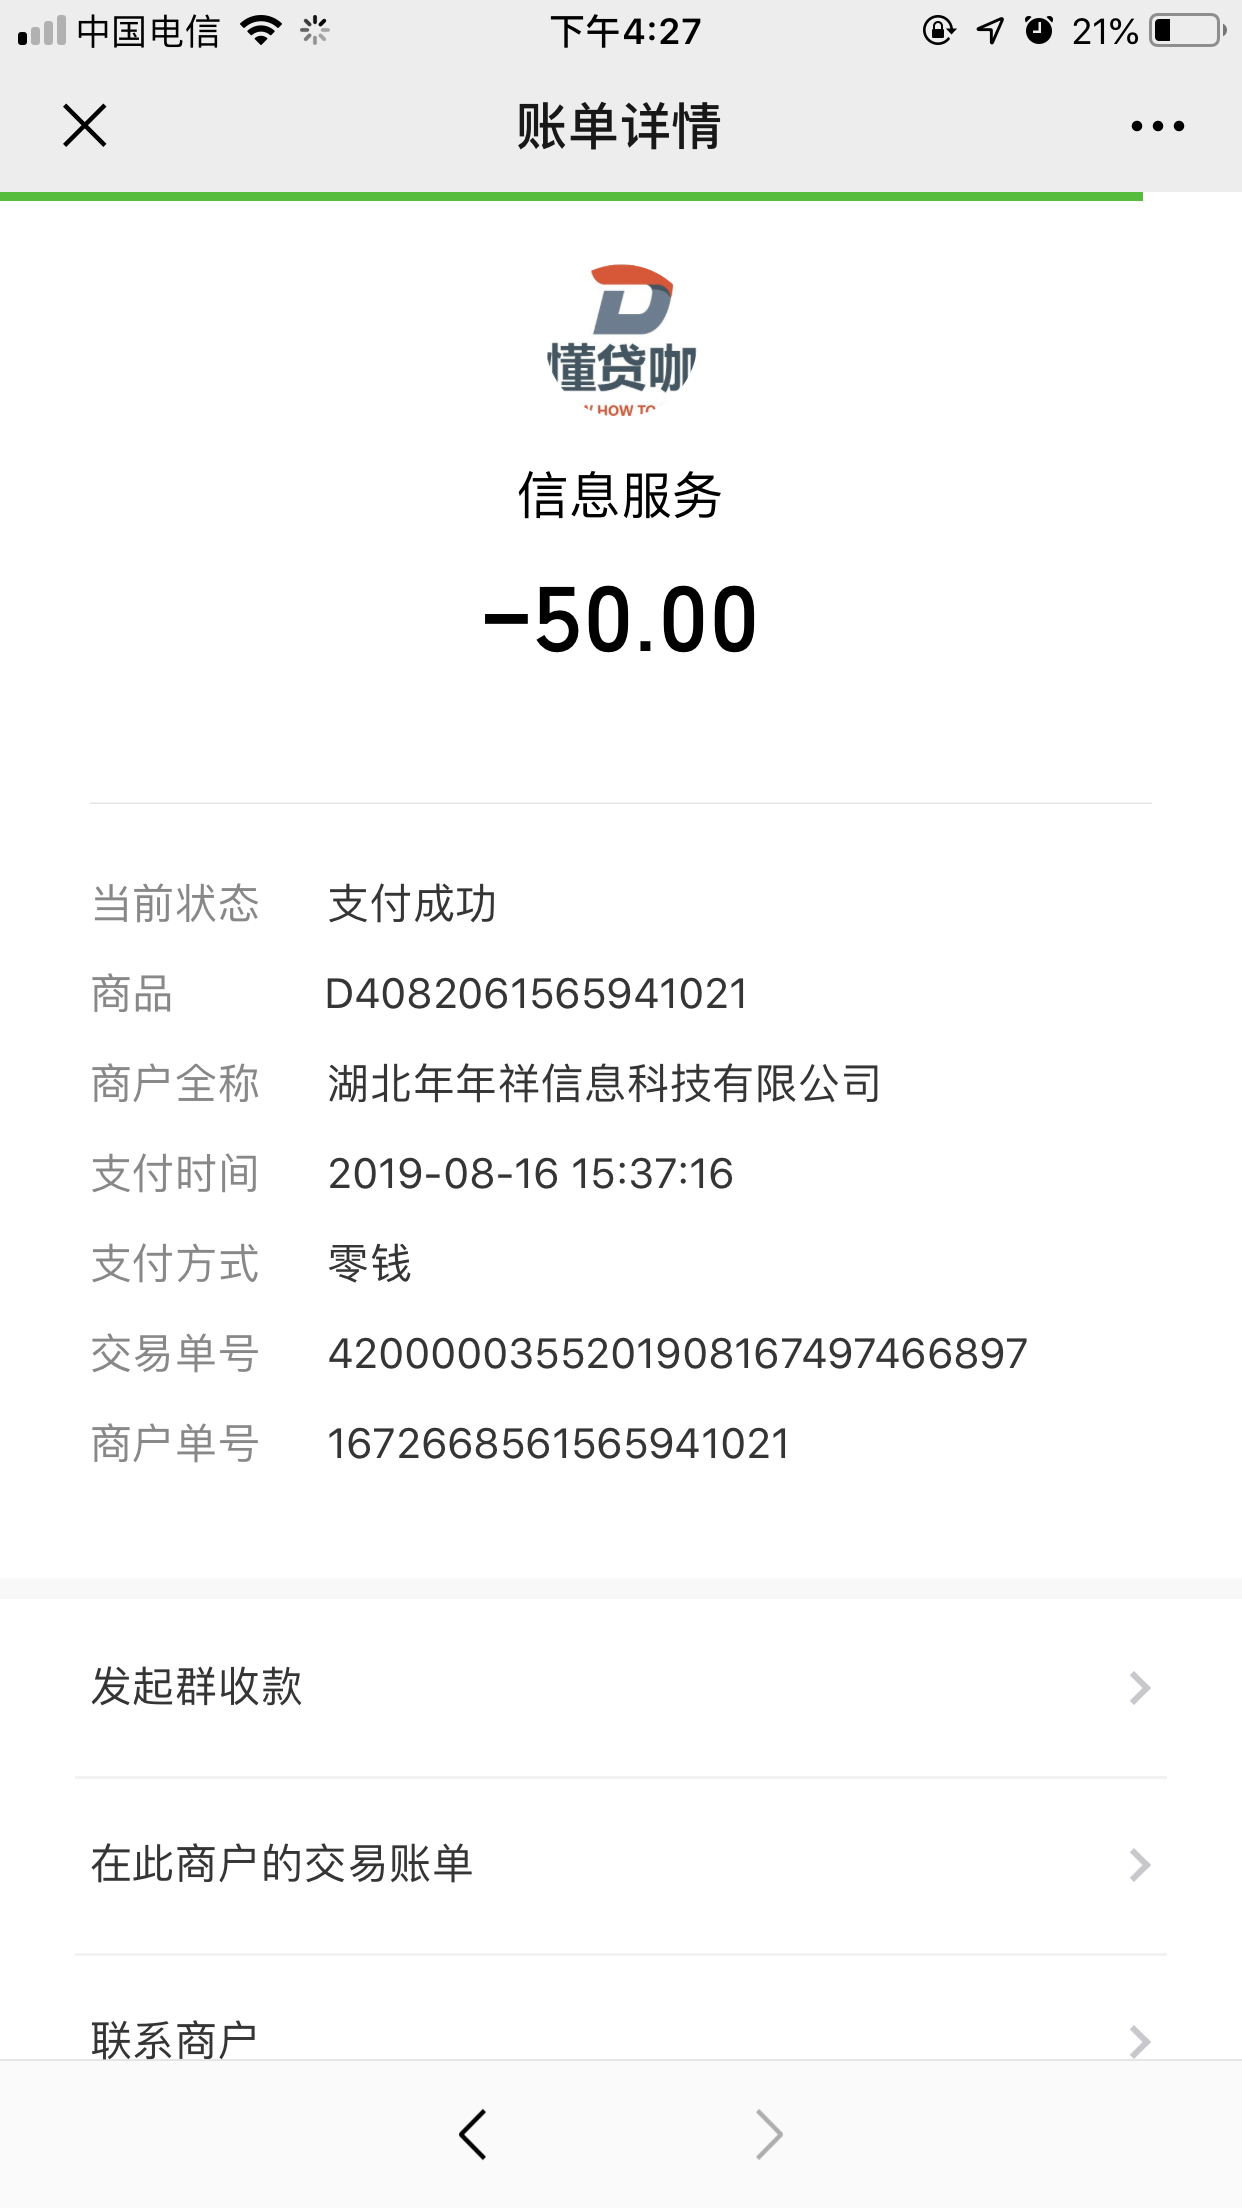 中国电信 下午4:27 21%
账单详情
懂贷咖
HOW TO
信息服务
-50.00
当前状态 支付成功
商品 D4082061565941021
商户全称 湖北年年祥信息科技有限公司
支付时间 2019-08-16 15:37:16
支付方式 零钱
交易单号 4200000355201908167497466897
商户单号 1672668561565941021
发起群收款
在此商户的交易账单
联系商户